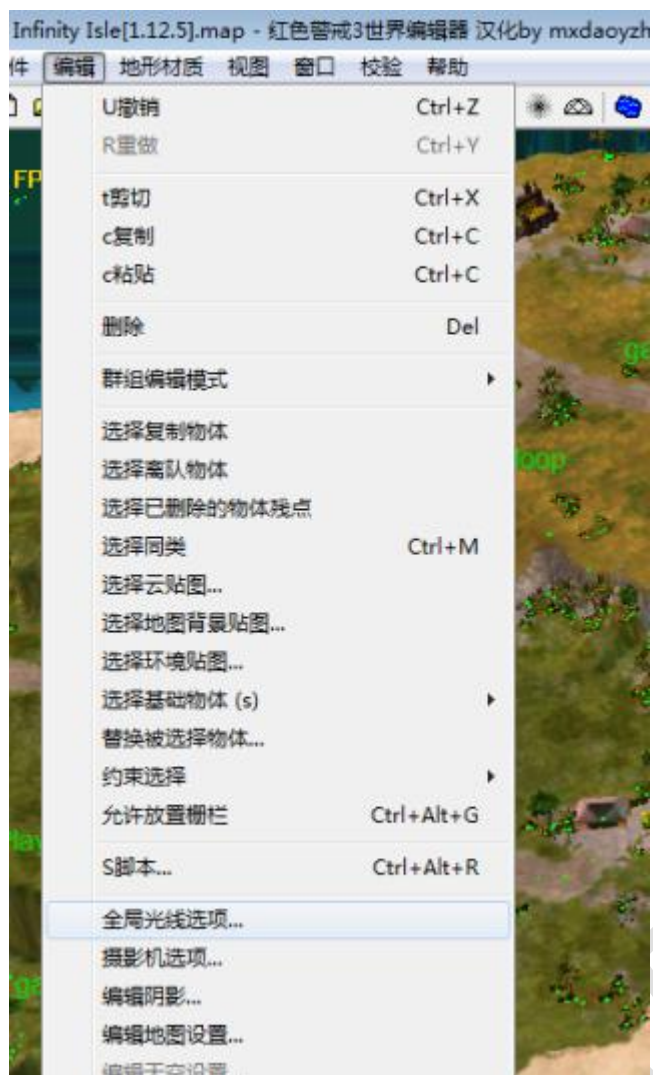 Infinity Isle[1.12.5].map - 红色警戒3世界编辑器 汉化by mxdaoyzh
件 编辑 地形材质 视图 窗口 校验 帮助
U撤销 Ctrl+Z
R重做 Ctrl+Y
FP
t剪切 Ctrl+X
c复制 Ctrl+C
c粘贴 Ctrl+C
删除 Del
群组编辑模式
选择复制物体
选择离队物体
loop
选择已删除的物体残点
选择同类 Ctrl+M
选择云贴图...
选择地图背景贴图...
选择环境贴图...
选择基础物体 (s)
替换被选择物体...
约束选择
允许放置栅栏 Ctrl+Alt+G
S脚本... Ctrl+Alt+R
全局光线选项...
摄影机选项...
编辑阴影...
编辑地图设置...
编辑天空设置...